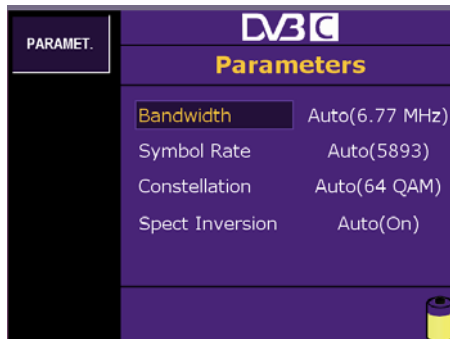 PARAMET.
DVB C
Parameters
Bandwidth Auto(6.77 MHz)
Symbol Rate Auto(5893)
Constellation Auto(64 QAM)
Spect Inversion Auto(On)